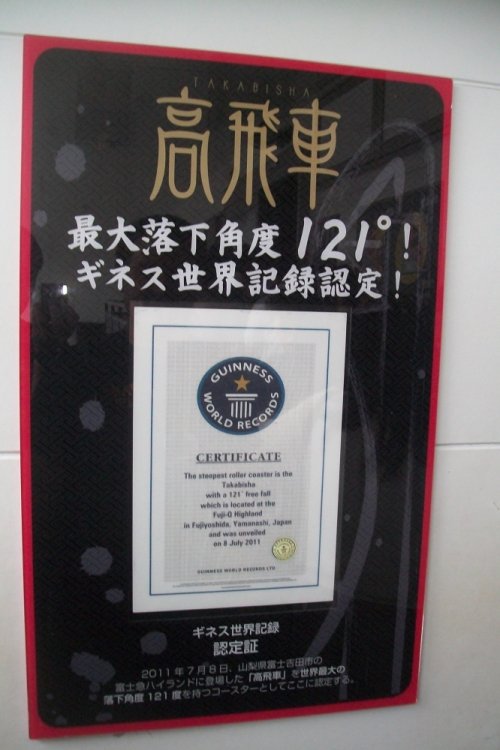 TAKABISHA
高飛車
最大落下角度121°!
ギネス世界記録認定!
GUINNESS
WORLD RECORDS
CERTIFICATE
The steepest roller coaster is the
Takabisha
with a 121° free fall
which is located at the
Fuji-Q Highland
in Fujiyoshida, Yamanashi, Japan
and was unveiled
on 8 July 2011
GUINNESS WORLD RECORDS LTD
ギネス世界記録
認定証
2011年7月8日、山梨県富士吉田市の
富士急ハイランドに登場した「高飛車」を世界最大の
落下角度121度を持つコースターとしてここに認定する。